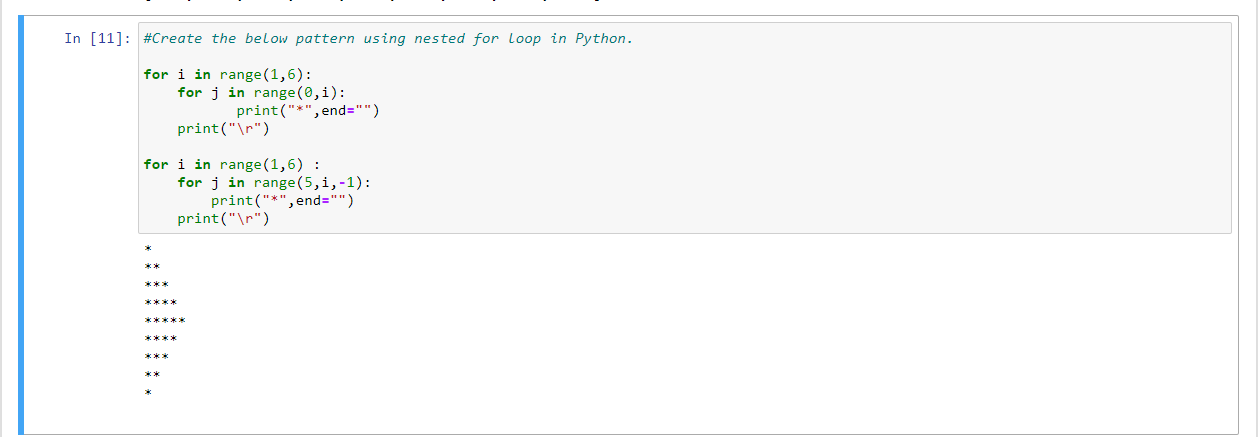 In [11]: #Create the below pattern using nested for loop in Python.
for i in range(1,6):
    for j in range(0,i):
           print("*",end="")
    print("\r")
for i in range(1,6) :
    for j in range(5,i,-1):
        print("*",end="")
    print("\r")
*
**
***
****
*****
****
***
**
*